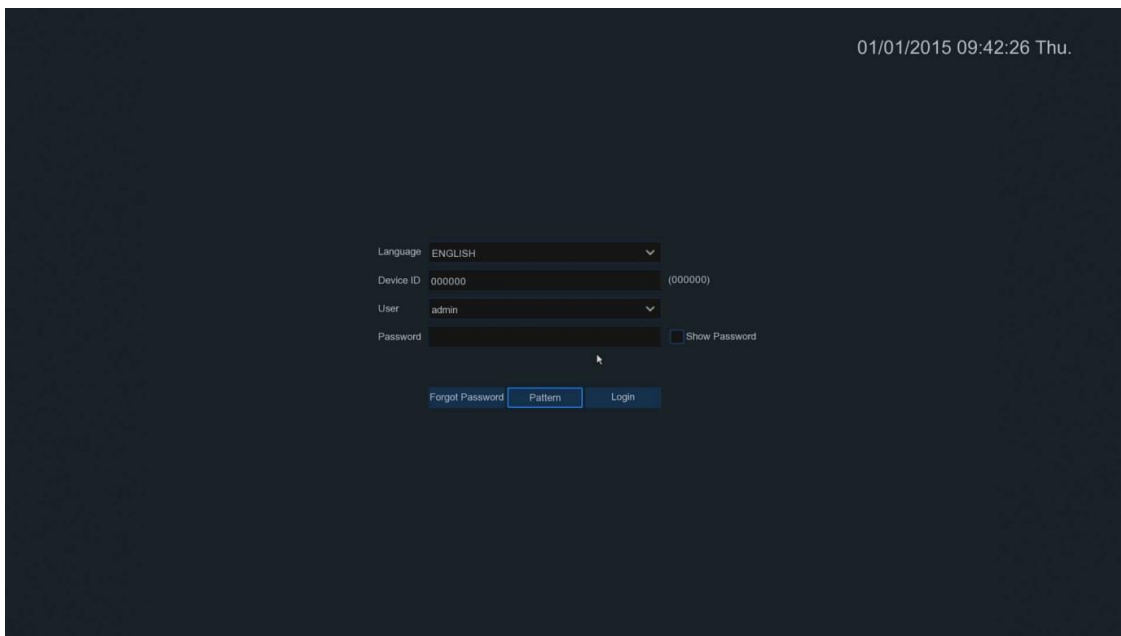 01/01/2015 09:42:26 Thu.
Language ENGLISH
Device ID 000000 (000000)
User admin
Password Show Password
Forgot Password Pattern Login